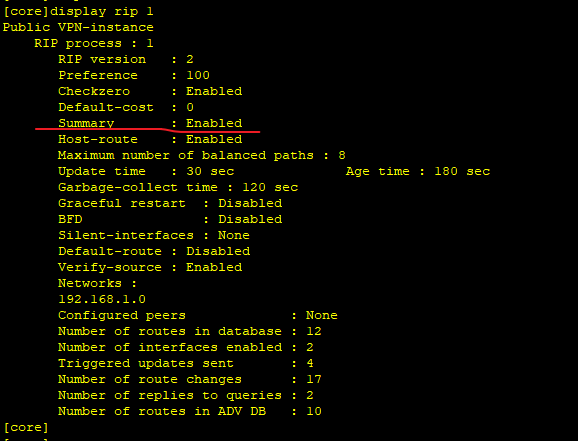 [core]display rip 1
Public VPN-instance
RIP process : 1
RIP version : 2
Preference : 100
Checkzero : Enabled
Default-cost : 0
Summary : Enabled
Host-route : Enabled
Maximum number of balanced paths : 8
Update time : 30 sec Age time : 180 sec
Garbage-collect time : 120 sec
Graceful restart : Disabled
BFD : Disabled
Silent-interfaces : None
Default-route : Disabled
Verify-source : Enabled
Networks :
192.168.1.0
Configured peers : None
Number of routes in database : 12
Number of interfaces enabled : 2
Triggered updates sent : 4
Number of route changes : 17
Number of replies to queries : 2
Number of routes in ADV DB : 10
[core]